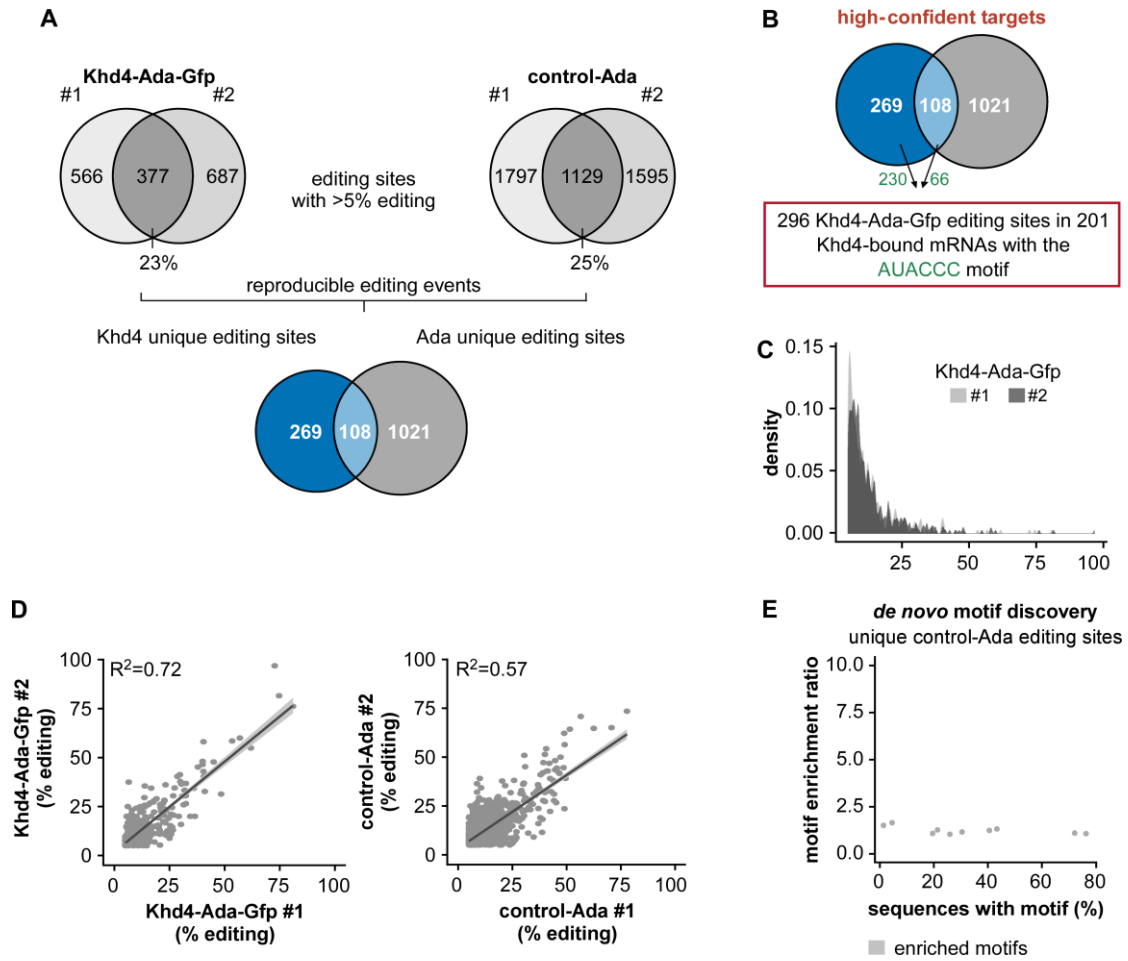 A
Khd4-Ada-Gfp
#1
#2
566
377
687
23%
editing sites
with >5% editing
control-Ada
#1
#2
1797
1129
1595
25%
reproducible editing events
Khd4 unique editing sites
Ada unique editing sites
269
108
1021
B
high-confident targets
269
108
1021
230
66
296 Khd4-Ada-Gfp editing sites in 201
Khd4-bound mRNAs with the
AUACCC motif
C
Khd4-Ada-Gfp
#1
#2
density
0.15
0.10
0.05
0.00
25
50
75
100
D
R²=0.72
Khd4-Ada-Gfp #2
(% editing)
100
75
50
25
0
0
25
50
75
100
Khd4-Ada-Gfp #1
(% editing)
R²=0.57
control-Ada #2
(% editing)
100
75
50
25
0
0
25
50
75
100
control-Ada #1
(% editing)
E
de novo motif discovery
unique control-Ada editing sites
motif enrichment ratio
10.0
7.5
5.0
2.5
0.0
0
20
40
60
80
sequences with motif (%)
enriched motifs